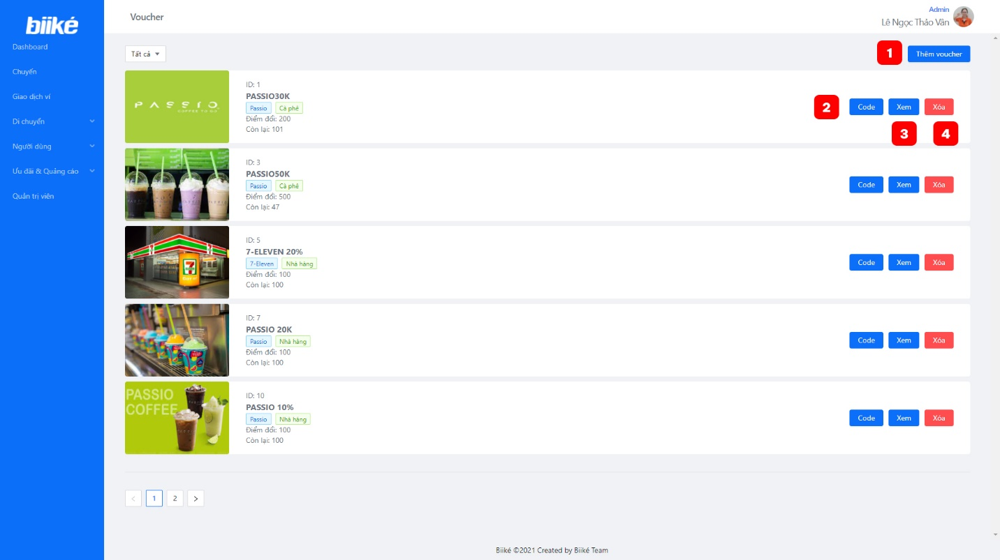 biiké
Voucher
Admin
Lê Ngọc Thảo Vân
Dashboard
Chuyến
Giao dịch ví
Di chuyển
Người dùng
Ưu đãi & Quảng cáo
Quản trị viên
Tất cả
1
Thêm voucher
PASSIO
COFFEE TO GO
ID: 1
PASSIO30K
Passio Cà phê
Điểm đổi: 200
Còn lại: 101
2 Code Xem Xóa
3 4
ID: 3
PASSIO50K
Passio Cà phê
Điểm đổi: 500
Còn lại: 47
Code Xem Xóa
7
ID: 5
7-ELEVEN 20%
7-Eleven Nhà hàng
Điểm đổi: 100
Còn lại: 100
Code Xem Xóa
ID: 7
PASSIO 20K
Passio Nhà hàng
Điểm đổi: 100
Còn lại: 100
Code Xem Xóa
PASSIO
COFFEE
ID: 10
PASSIO 10%
Passio Nhà hàng
Điểm đổi: 100
Còn lại: 100
Code Xem Xóa
< 1 2 >
Biiké ©2021 Created by Biiké Team